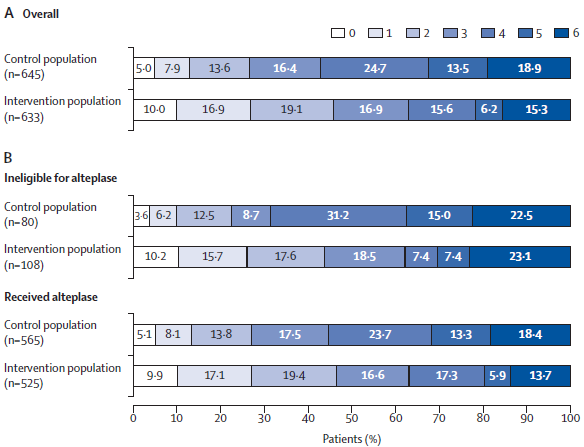 A Overall
0 1 2 3 4 5 6
Control population
(n=645)
5·0 7·9 13·6 16·4 24·7 13·5 18·9
Intervention population
(n=633)
10·0 16·9 19·1 16·9 15·6 6·2 15·3
B
Ineligible for alteplase
Control population
(n=80)
3·6 6·2 12·5 8·7 31·2 15·0 22·5
Intervention population
(n=108)
10·2 15·7 17·6 18·5 7·4 7·4 23·1
Received alteplase
Control population
(n=565)
5·1 8·1 13·8 17·5 23·7 13·3 18·4
Intervention population
(n=525)
9·9 17·1 19·4 16·6 17·3 5·9 13·7
0 10 20 30 40 50 60 70 80 90 100
Patients (%)